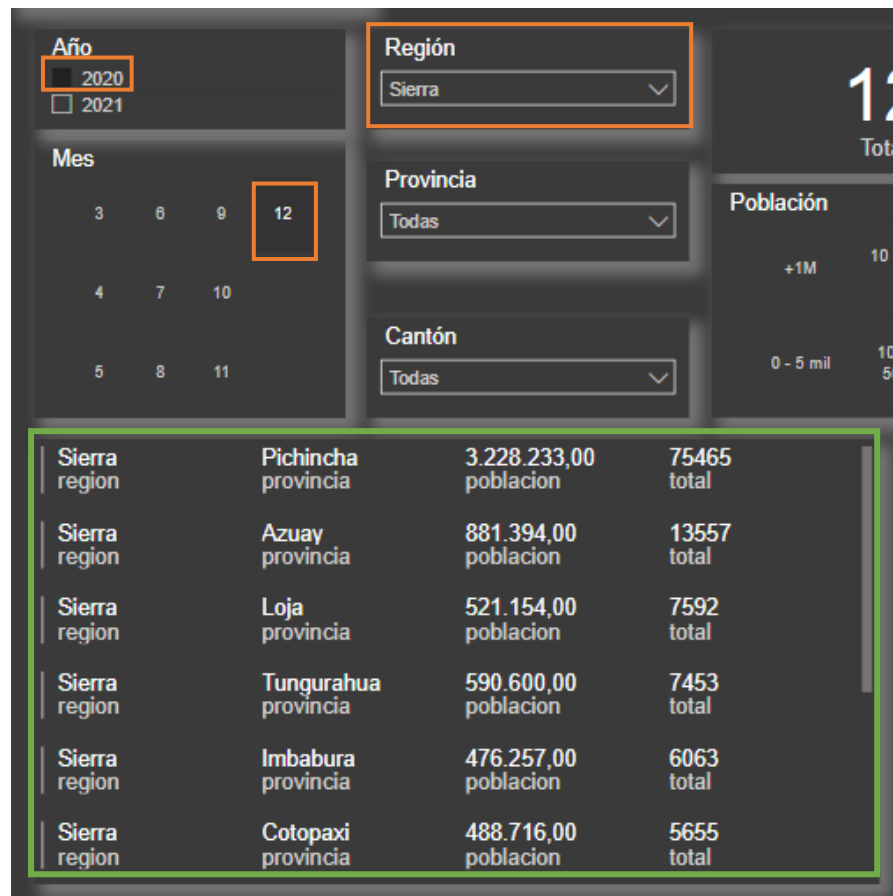 Año
2020
2021
Mes
3 6 9 12
4 7 10
5 8 11
Región
Sierra
Provincia
Todas
Cantón
Todas
12
Población
+1M 10
0 - 5 mil 10
Sierra Pichincha 3.228.233,00 75465
region provincia poblacion total
Sierra Azuay 881.394,00 13557
region provincia poblacion total
Sierra Loja 521.154,00 7592
region provincia poblacion total
Sierra Tungurahua 590.600,00 7453
region provincia poblacion total
Sierra Imbabura 476.257,00 6063
region provincia poblacion total
Sierra Cotopaxi 488.716,00 5655
region provincia poblacion total